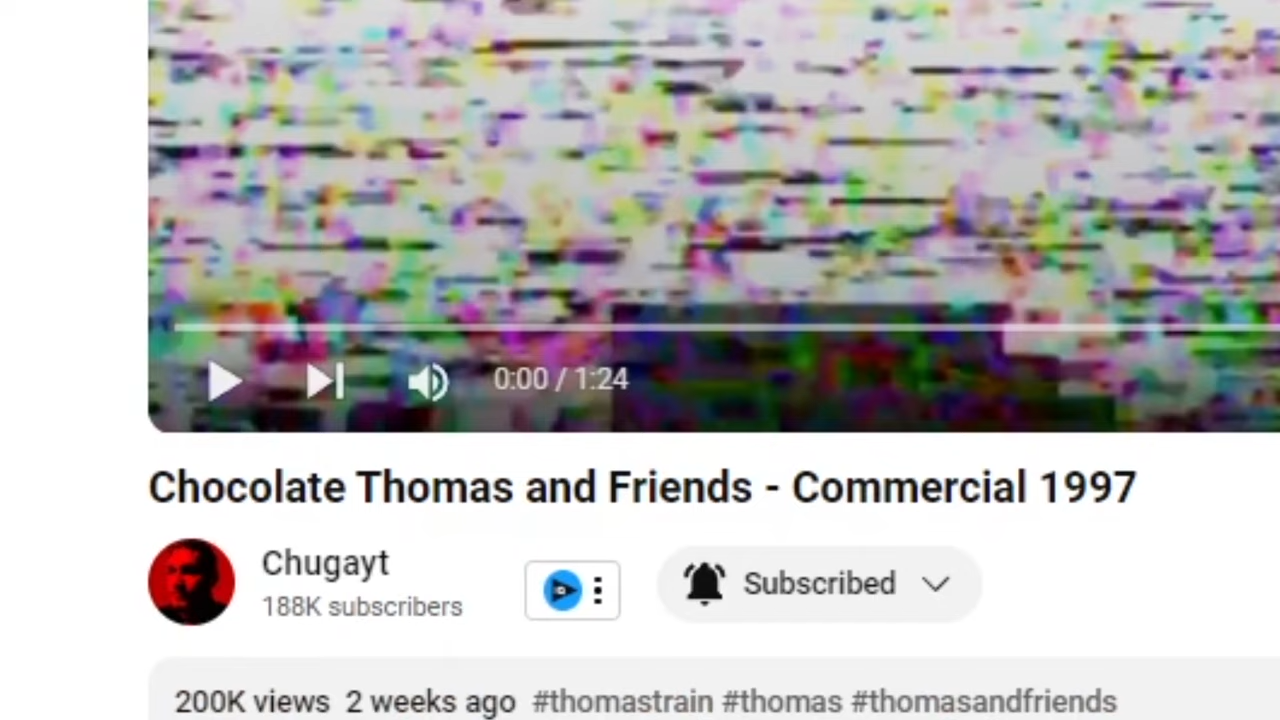 0:00 / 1:24
Chocolate Thomas and Friends - Commercial 1997
Chugayt
188K subscribers
Subscribed
200K views 2 weeks ago #thomastrain #thomas #thomasandfriends